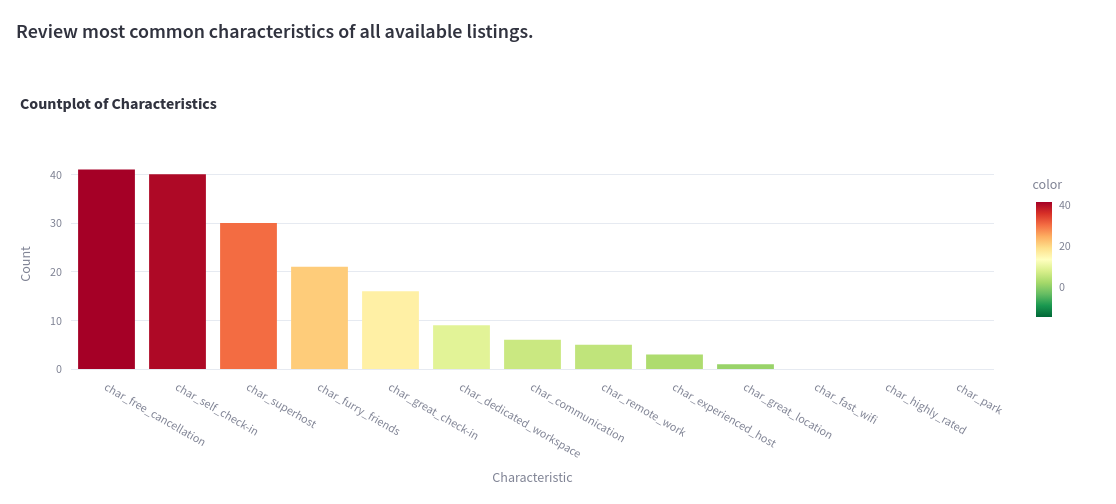 Review most common characteristics of all available listings.
Countplot of Characteristics
color
40
20
0
Count
40
30
20
10
0
char_free_cancellation
char_self_check-in
char_superhost
char_furry_friends
char_great_check-in
char_dedicated_workspace
char_communication
char_remote_work
char_experienced_host
char_great_location
char_fast_wifi
char_highly_rated
char_park
Characteristic